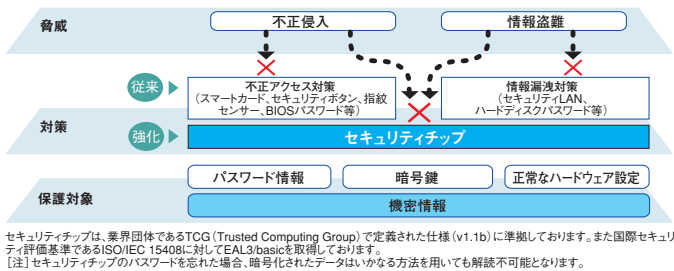 脅威
不正侵入
情報盗難
従来
不正アクセス対策
(スマートカード、セキュリティボタン、指紋
センサー、BIOSパスワード等)
情報漏洩対策
(セキュリティLAN、
ハードディスクパスワード等)
対策
強化
セキュリティチップ
パスワード情報
暗号鍵
正常なハードウェア設定
保護対象
機密情報
セキュリティチップは、業界団体であるTCG(Trusted Computing Group)で定義された仕様(v1.1b)に準拠しております。また国際セキュリ
ティ評価基準であるISO/IEC 15408に対してEAL3/basicを取得しております。
[注]セキュリティチップのパスワードを忘れた場合、暗号化されたデータはいかなる方法を用いても解読不可能となります。